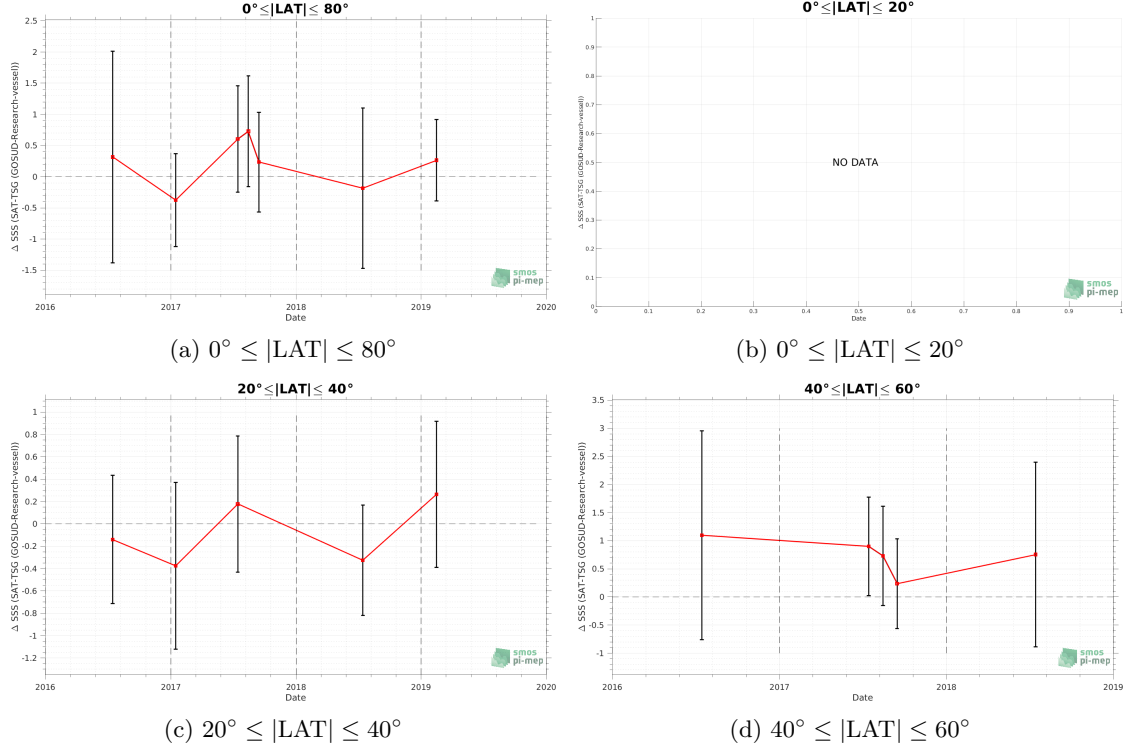 0°≤|LAT|≤ 80°
Δ SSS (SAT-TSG (GOSUD-Research-vessel))
2.5
2
1.5
1
0.5
0
-0.5
-1
-1.5
2016
2017
2018
2019
2020
Date
smos
pi-mep
(a) 0° ≤ |LAT| ≤ 80°
0°≤|LAT|≤ 20°
Δ SSS (SAT-TSG (GOSUD-Research-vessel))
1
0.9
0.8
0.7
0.6
0.5
0.4
0.3
0.2
0.1
0
NO DATA
0
0.1
0.2
0.3
0.4
0.5
0.6
0.7
0.8
0.9
1
Date
smos
pi-mep
(b) 0° ≤ |LAT| ≤ 20°
20°≤|LAT|≤ 40°
Δ SSS (SAT-TSG (GOSUD-Research-vessel))
1
0.8
0.6
0.4
0.2
0
-0.2
-0.4
-0.6
-0.8
-1
-1.2
2016
2017
2018
2019
2020
Date
smos
pi-mep
(c) 20° ≤ |LAT| ≤ 40°
40°≤|LAT|≤ 60°
Δ SSS (SAT-TSG (GOSUD-Research-vessel))
3.5
3
2.5
2
1.5
1
0.5
0
-0.5
-1
2016
2017
2018
2019
Date
smos
pi-mep
(d) 40° ≤ |LAT| ≤ 60°